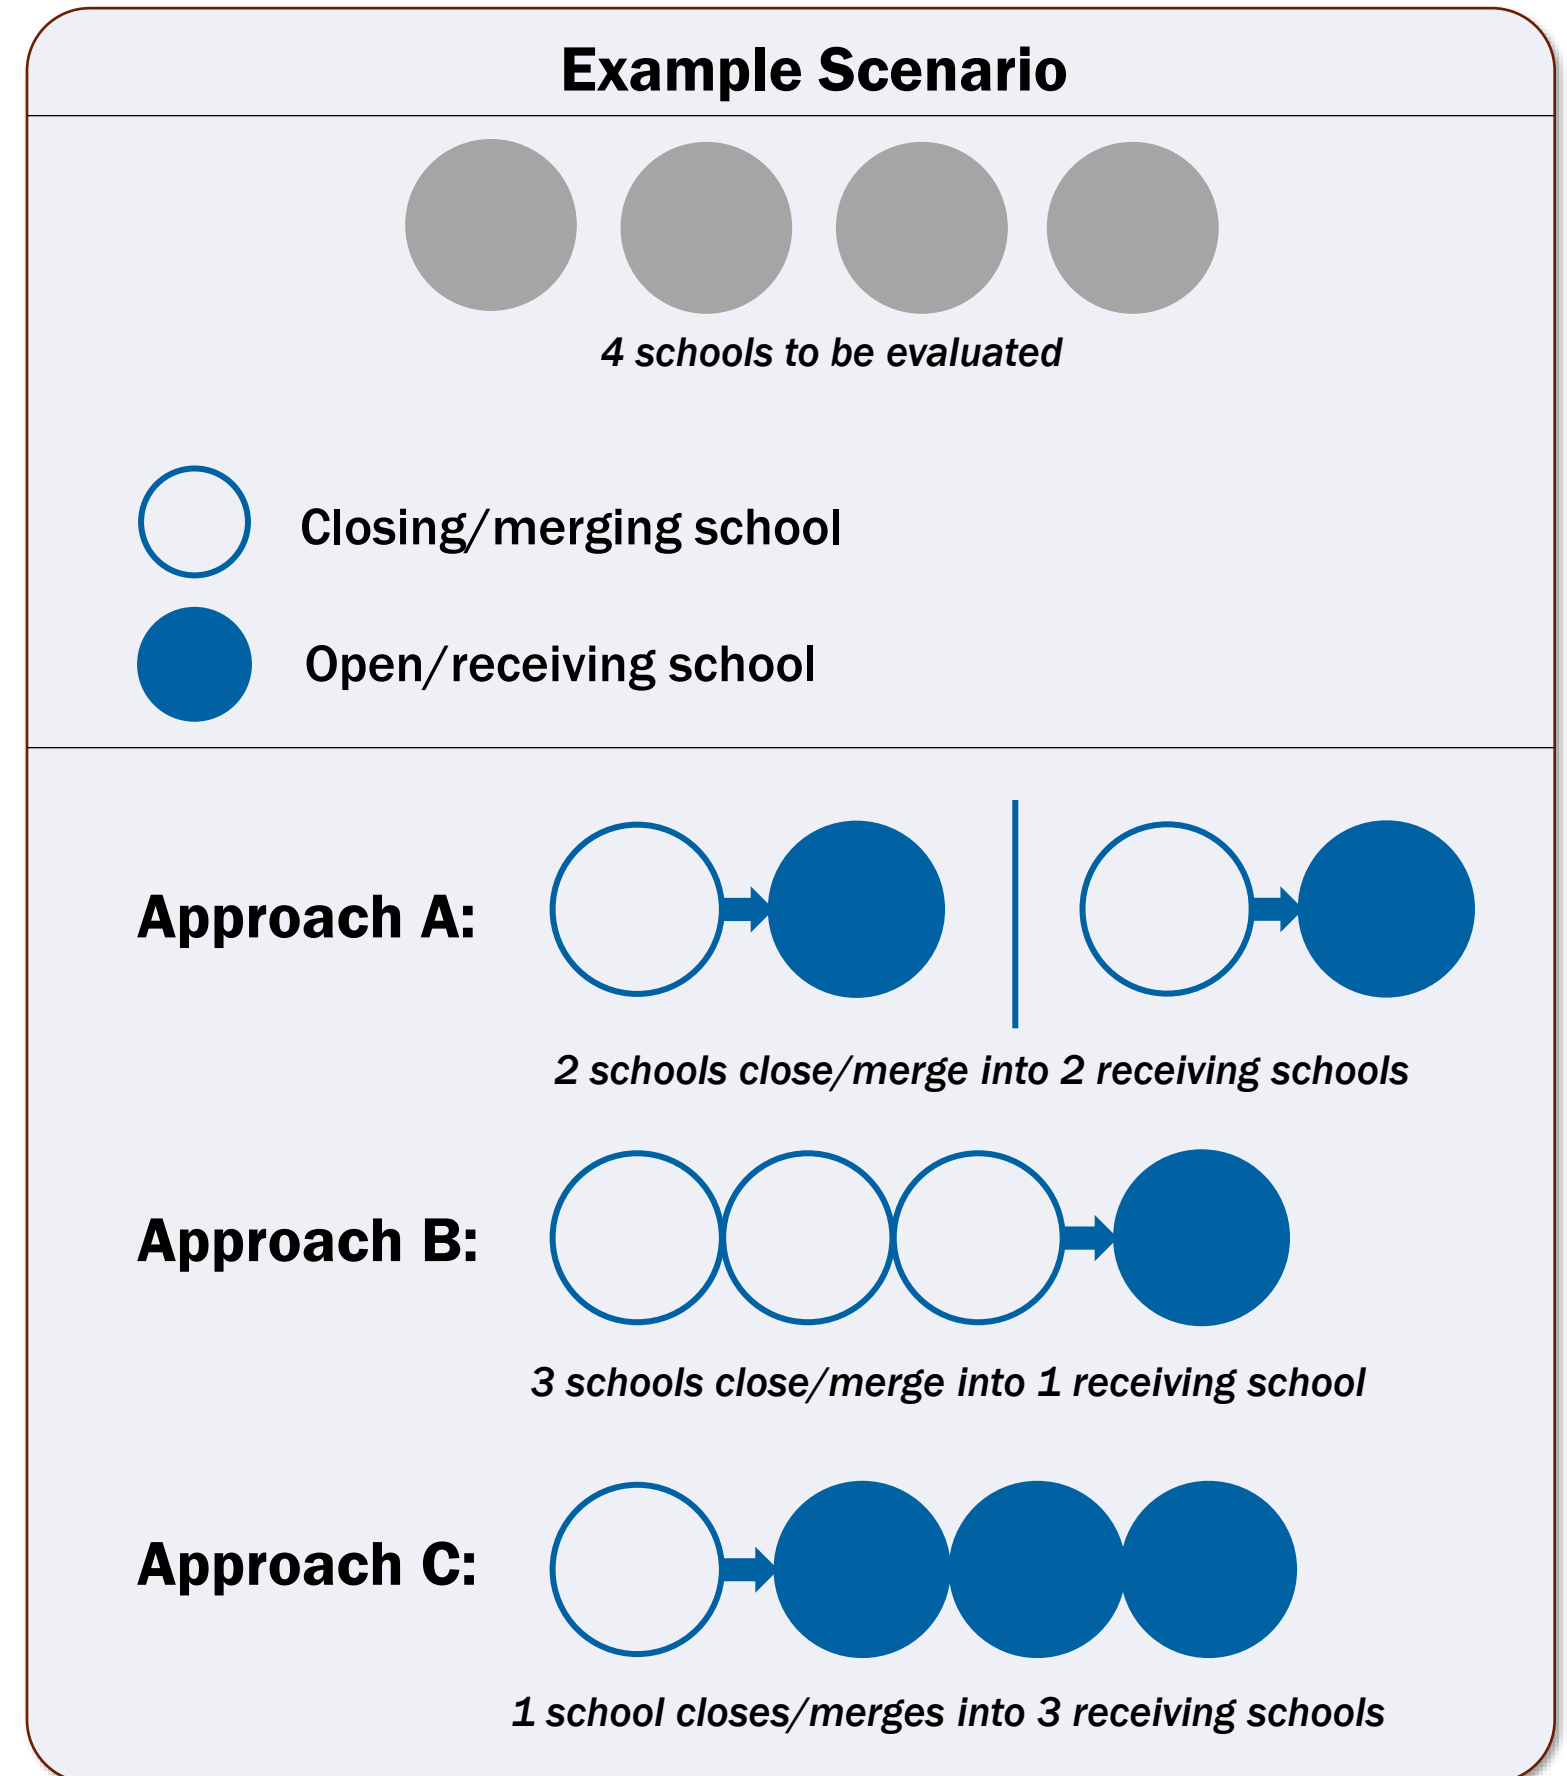 Example Scenario
4 schools to be evaluated
Closing/merging school
Open/receiving school
Approach A:
2 schools close/merge into 2 receiving schools
Approach B:
3 schools close/merge into 1 receiving school
Approach C:
1 school closes/merges into 3 receiving schools